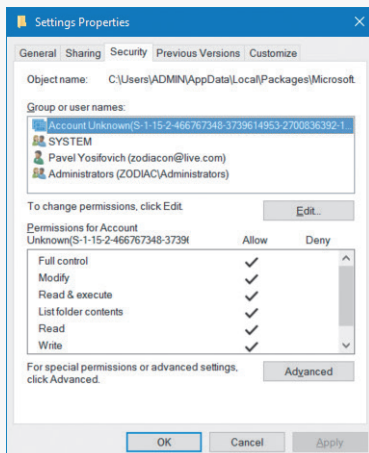 Settings Properties
General Sharing Security Previous Versions Customize
Object name: C:\Users\ADMIN\AppData\Local\Packages\Microsoft.
Group or user names:
Account Unknown(S-1-15-2-466767348-3739614953-2700836392-1...
SYSTEM
Pavel Yosifovich (zodiacon@live.com)
Administrators (ZODIAC\Administrators)
To change permissions, click Edit.
Edit...
Permissions for Account
Unknown(S-1-15-2-466767348-3739( Allow Deny
Full control
Modify
Read & execute
List folder contents
Read
Write
For special permissions or advanced settings,
click Advanced.
Advanced
OK Cancel Apply